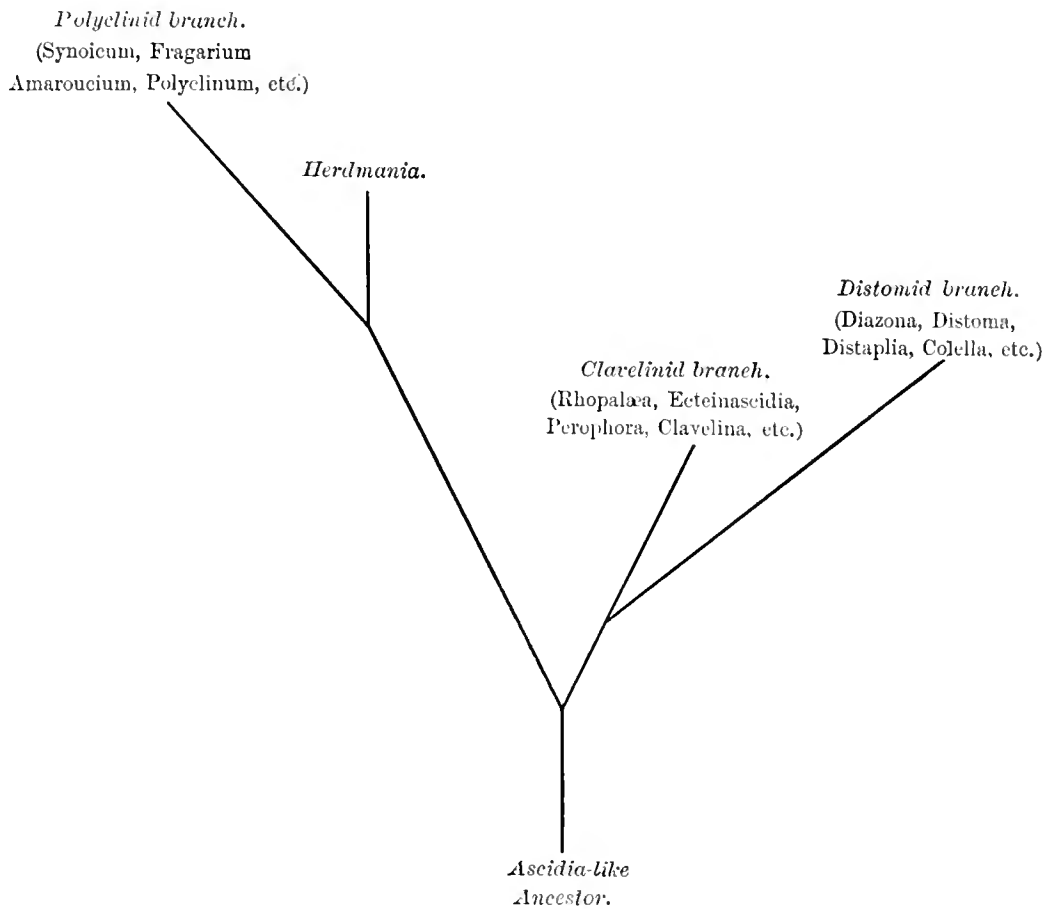 Polyclinid branch.
(Synoicum, Fragarium
Amaroucium, Polyclinum, etc.)
Herdmania.
Distomid branch.
(Diazona, Distoma,
Distaplia, Colella, etc.)
Clavelinid branch.
(Rhopalæa, Ecteinascidia,
Perophora, Clavelina, etc.)
Ascidia-like
Ancestor.